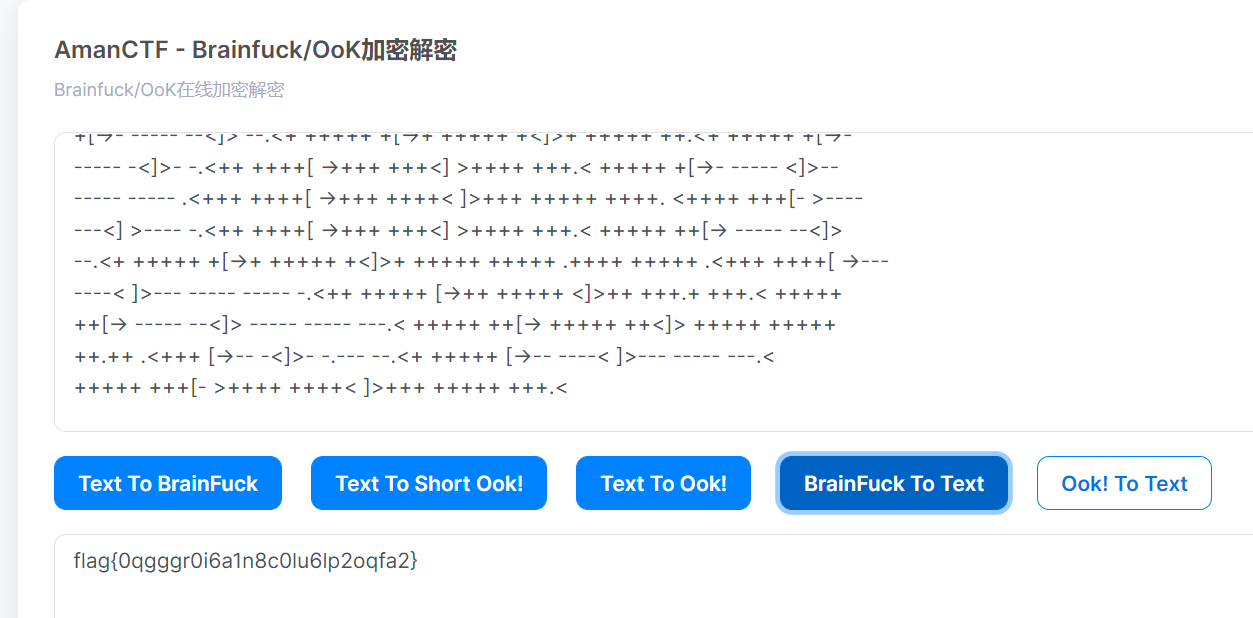 AmanCTF - Brainfuck/OoK加密解密
Brainfuck/OoK在线加密解密
+[->- ----- --<]> --.<+ +++++ +[->+ +++++ +<]>+ +++++ ++.<+ +++++ +[->-
----- -<]>- -.<++ ++++[ ->+++ +++<] >++++ +++.< +++++ +[->- ----- <]>--
----- ----- .<+++ ++++[ ->+++ ++++< ]>+++ +++++ ++++. <++++ +++[- >----
---<] >---- -.<++ ++++[ ->+++ +++<] >++++ +++.< +++++ ++[-> ----- --<]>
--.<+ +++++ +[->+ +++++ +<]>+ +++++ +++++ .++++ +++++ .<+++ ++++[ ->---
----< ]>--- ----- ----- -.<++ +++++ [->++ +++++ <]>++ +++.+ +++.< +++++
++[-> ----- --<]> ----- ----- ---.< +++++ ++[-> +++++ ++<]> +++++ +++++
++.++ .<+++ [->-- -<]>- -.--- --.<+ +++++ [->-- ----< ]>--- ----- ---.<
+++++ +++[- >++++ ++++< ]>+++ +++++ +++.<
Text To BrainFuck
Text To Short Ook!
Text To Ook!
BrainFuck To Text
Ook! To Text
flag{0qgggr0i6a1n8c0lu6lp2oqfa2}